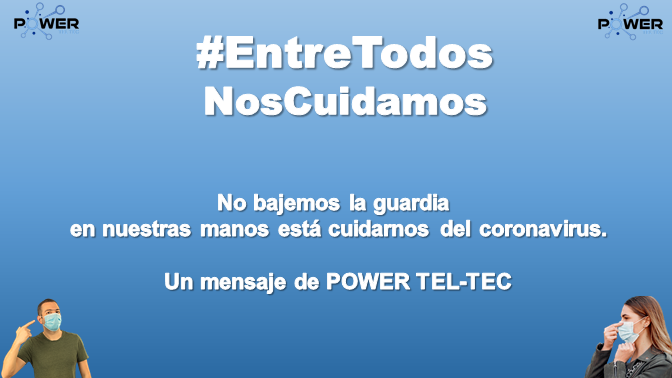 POWER
POWER
#EntreTodos
NosCuidamos
No bajemos la guardia
en nuestras manos está cuidarnos del coronavirus.
Un mensaje de POWER TEL-TEC